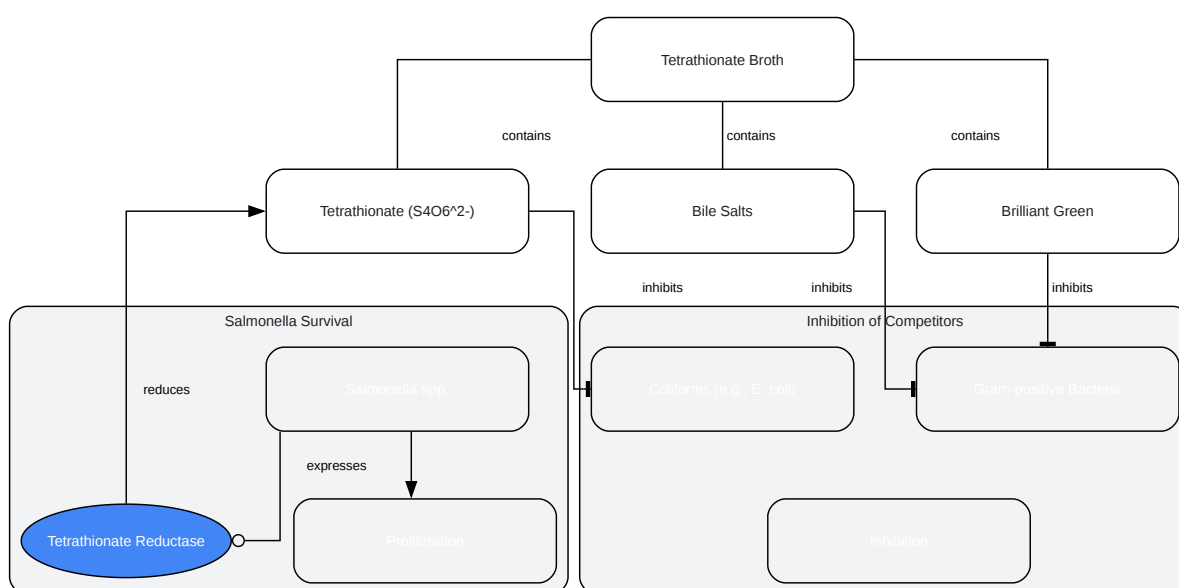 Tetrathionate Broth
contains
contains
contains
Tetrathionate (S4O6^2-)
Bile Salts
Brilliant Green
inhibits
inhibits
inhibits
Salmonella Survival
Inhibition of Competitors
reduces
Salmonella spp.
Coliforms (e.g., E. coli)
Gram-positive Bacteria
expresses
Tetrathionate Reductase
Proliferation
Inhibition